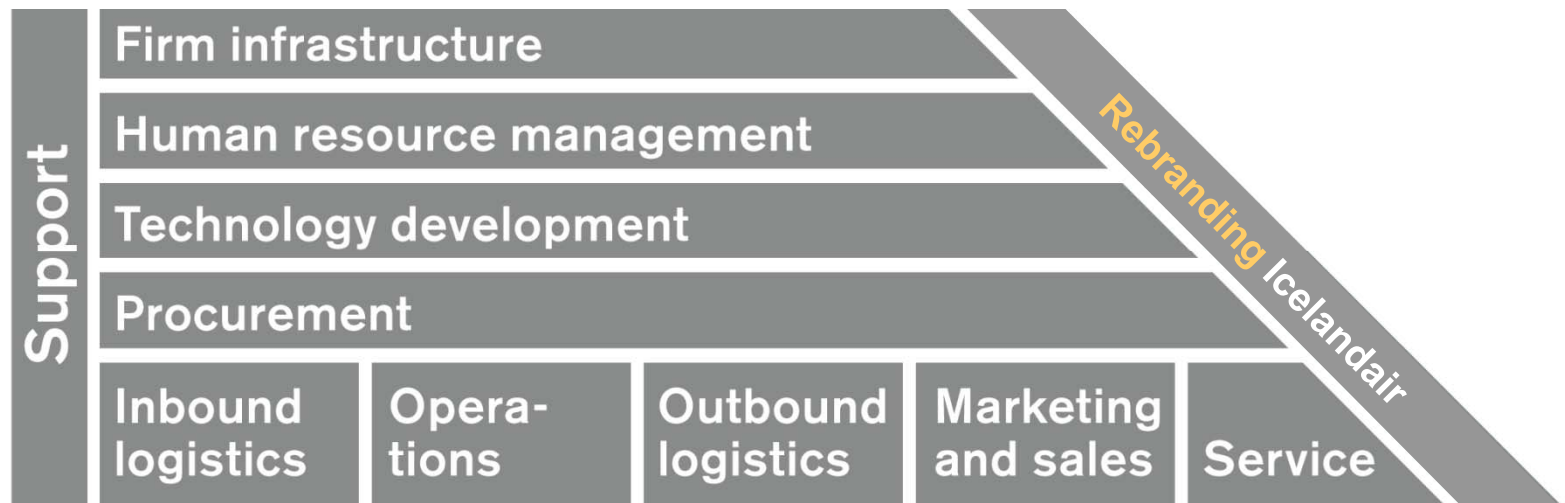 Support
Firm infrastructure
Human resource management
Technology development
Procurement
Inbound
logistics
Opera-
tions
Outbound
logistics
Marketing
and sales
Service
Rebranding Icelandair